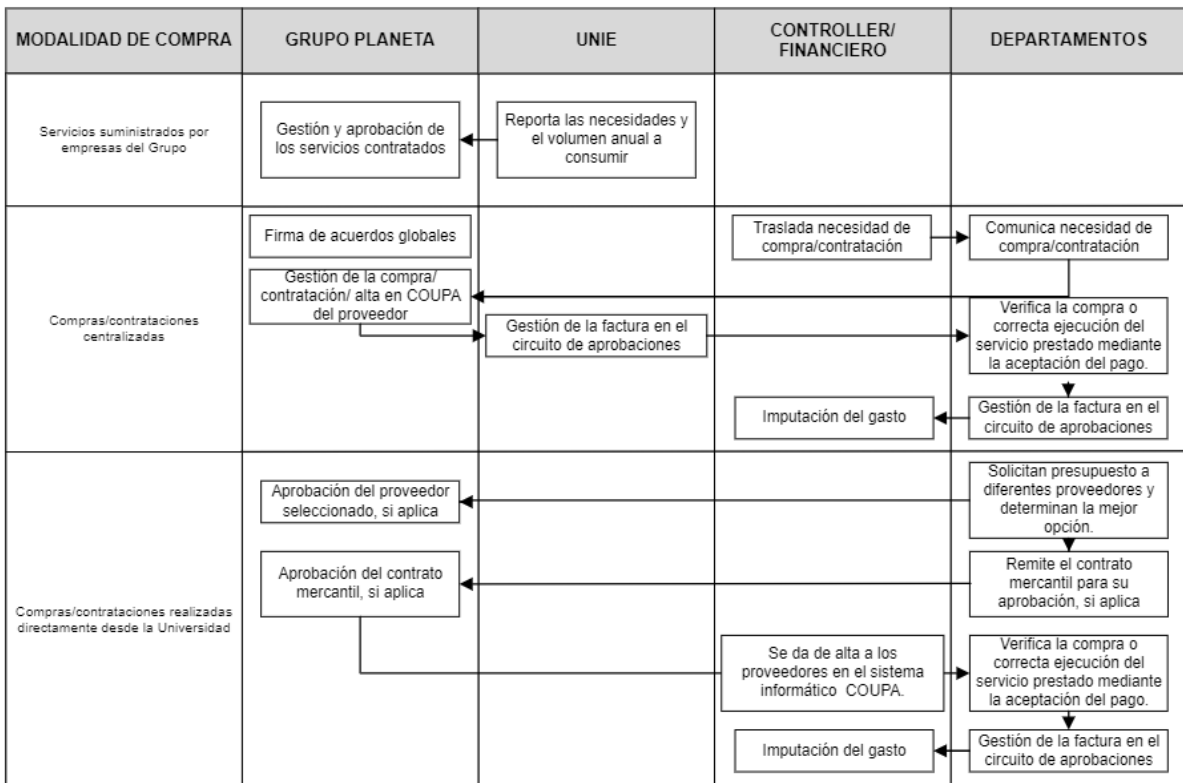 MODALIDAD DE COMPRA
GRUPO PLANETA
UNIE
CONTROLLER/
FINANCIERO
DEPARTAMENTOS
Servicios suministrados por
empresas del Grupo
Gestión y aprobación de
los servicios contratados
Reporta las necesidades y
el volumen anual a
consumir
Compras/contrataciones
centralizadas
Firma de acuerdos globales
Traslada necesidad de
compra/contratación
Comunica necesidad de
compra/contratación
Gestión de la compra/
contratación/ alta en COUPA
del proveedor
Gestión de la factura en el
circuito de aprobaciones
Verifica la compra o
correcta ejecución del
servicio prestado mediante
la aceptación del pago.
Imputación del gasto
Gestión de la factura en el
circuito de aprobaciones
Compras/contrataciones realizadas
directamente desde la Universidad
Aprobación del proveedor
seleccionado, si aplica
Solicitan presupuesto a
diferentes proveedores y
determinan la mejor
opción.
Aprobación del contrato
mercantil, si aplica
Remite el contrato
mercantil para su
aprobación, si aplica
Se da de alta a los
proveedores en el sistema
informático COUPA.
Verifica la compra o
correcta ejecución del
servicio prestado mediante
la aceptación del pago.
Imputación del gasto
Gestión de la factura en el
circuito de aprobaciones